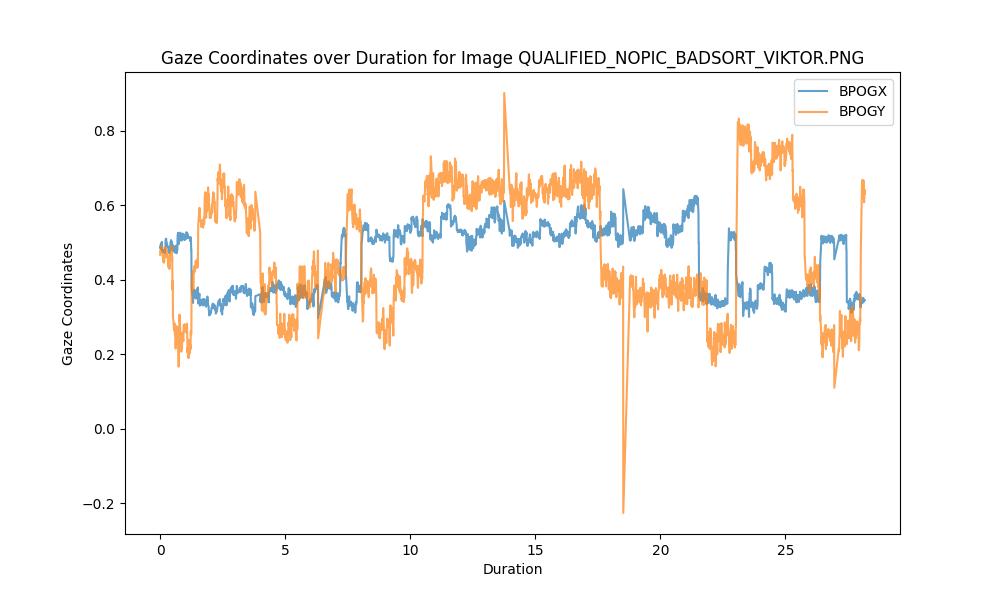 Gaze Coordinates over Duration for Image QUALIFIED_NOPIC_BADSORT_VIKTOR.PNG
BPOGX
BPOGY
Gaze Coordinates
0.8
0.6
0.4
0.2
0.0
−0.2
0
5
10
15
20
25
Duration